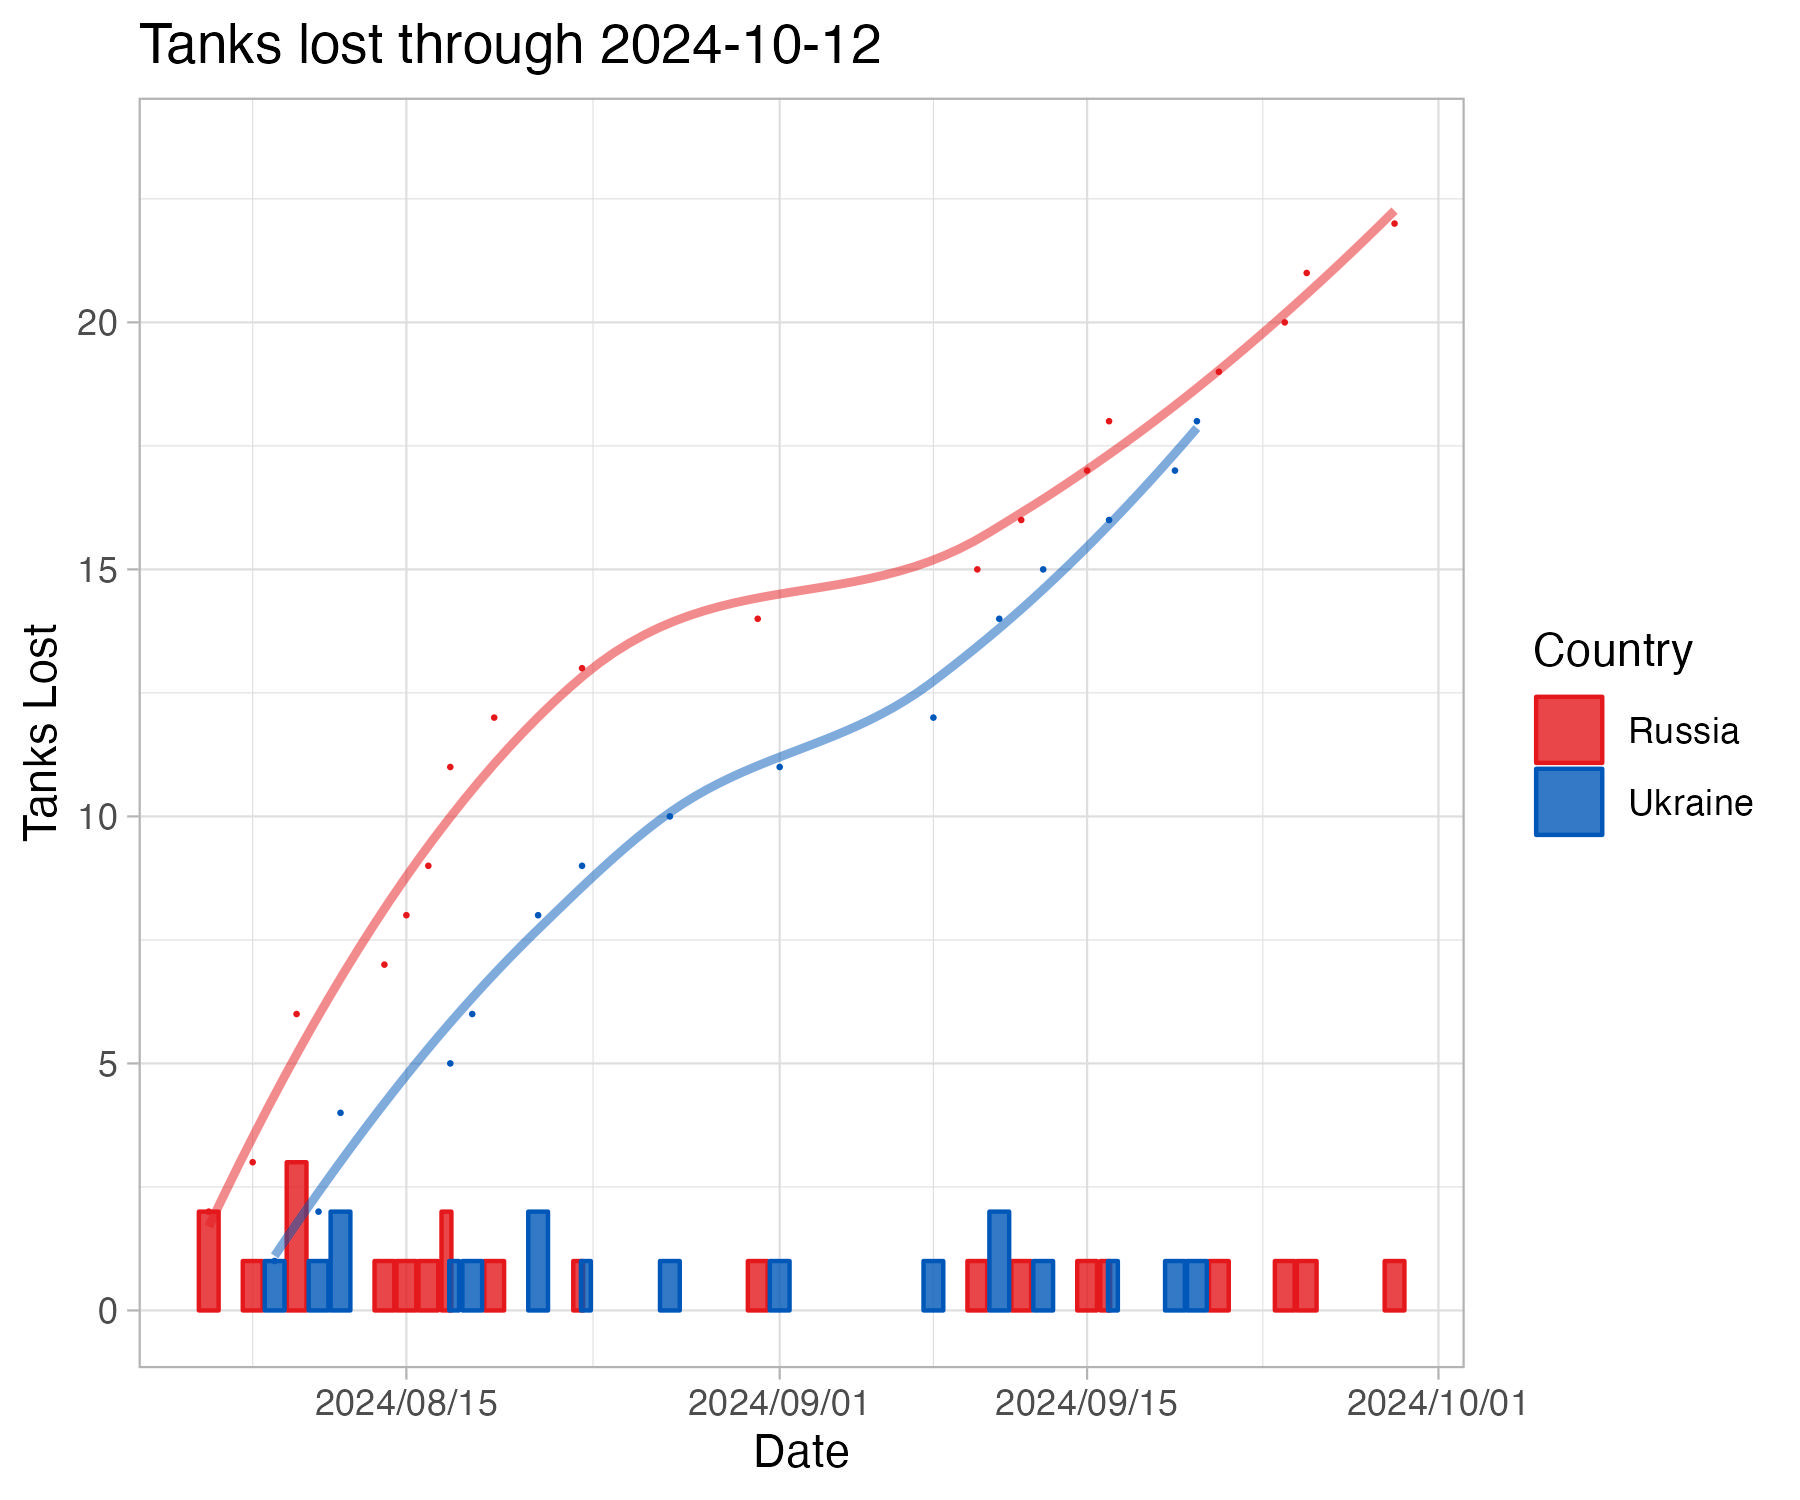 Tanks lost through 2024-10-12
Tanks Lost
20
15
10
5
0
2024/08/15
2024/09/01
2024/09/15
2024/10/01
Date
Country
Russia
Ukraine